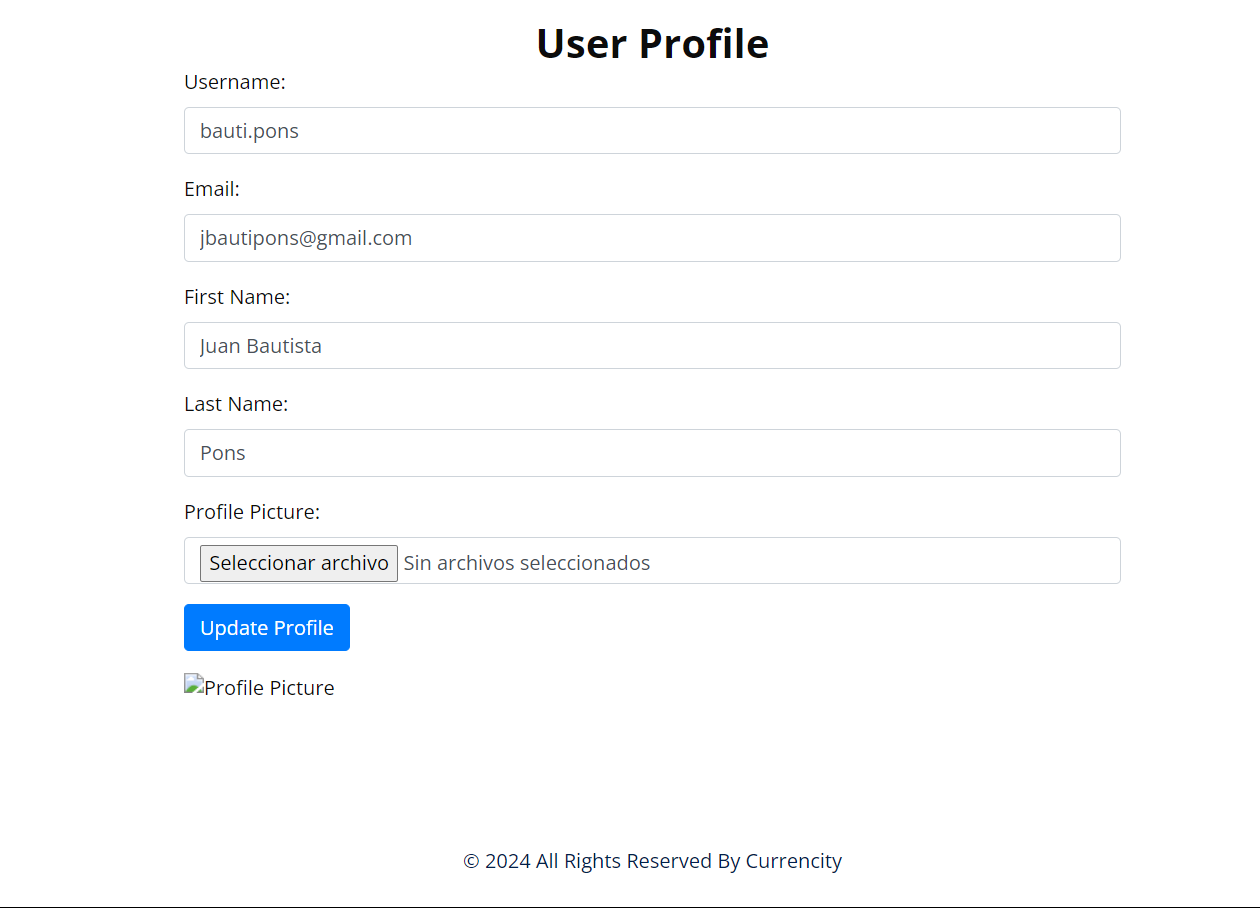 User Profile
Username:
bauti.pons
Email:
jbautipons@gmail.com
First Name:
Juan Bautista
Last Name:
Pons
Profile Picture:
Seleccionar archivo Sin archivos seleccionados
Update Profile
Profile Picture
© 2024 All Rights Reserved By Currencity